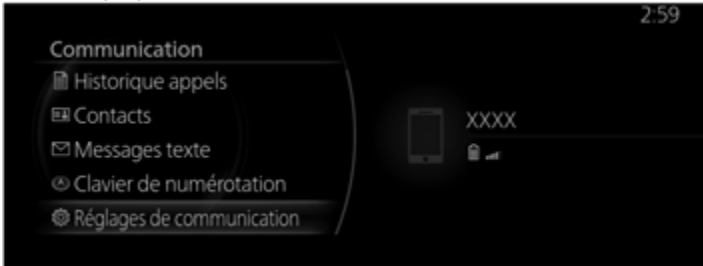 2:59
Communication
Historique appels
Contacts
Messages texte
Clavier de numérotation
Réglages de communication
XXXX